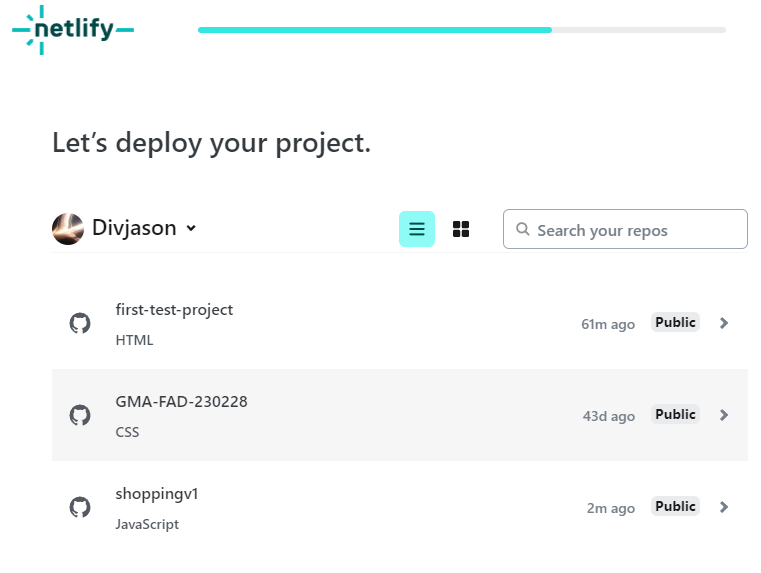 netlify
Let's deploy your project.
Divjason
Search your repos
first-test-project
HTML
61m ago
Public
GMA-FAD-230228
CSS
43d ago
Public
shoppingv1
JavaScript
2m ago
Public